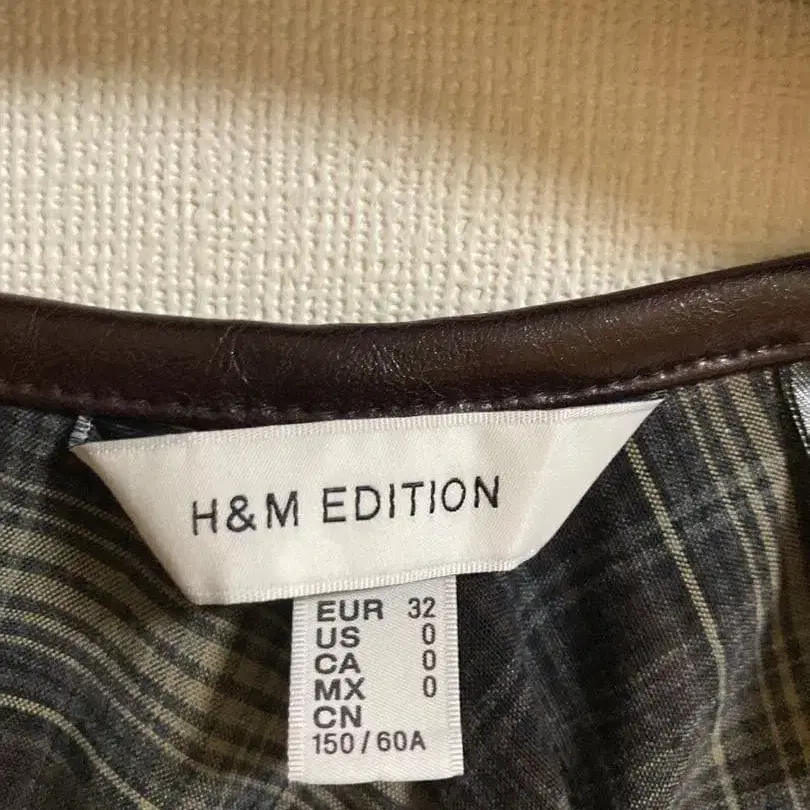 H&M EDITION
EUR 32
US 0
CA 0
MX 0
CN
150/60A